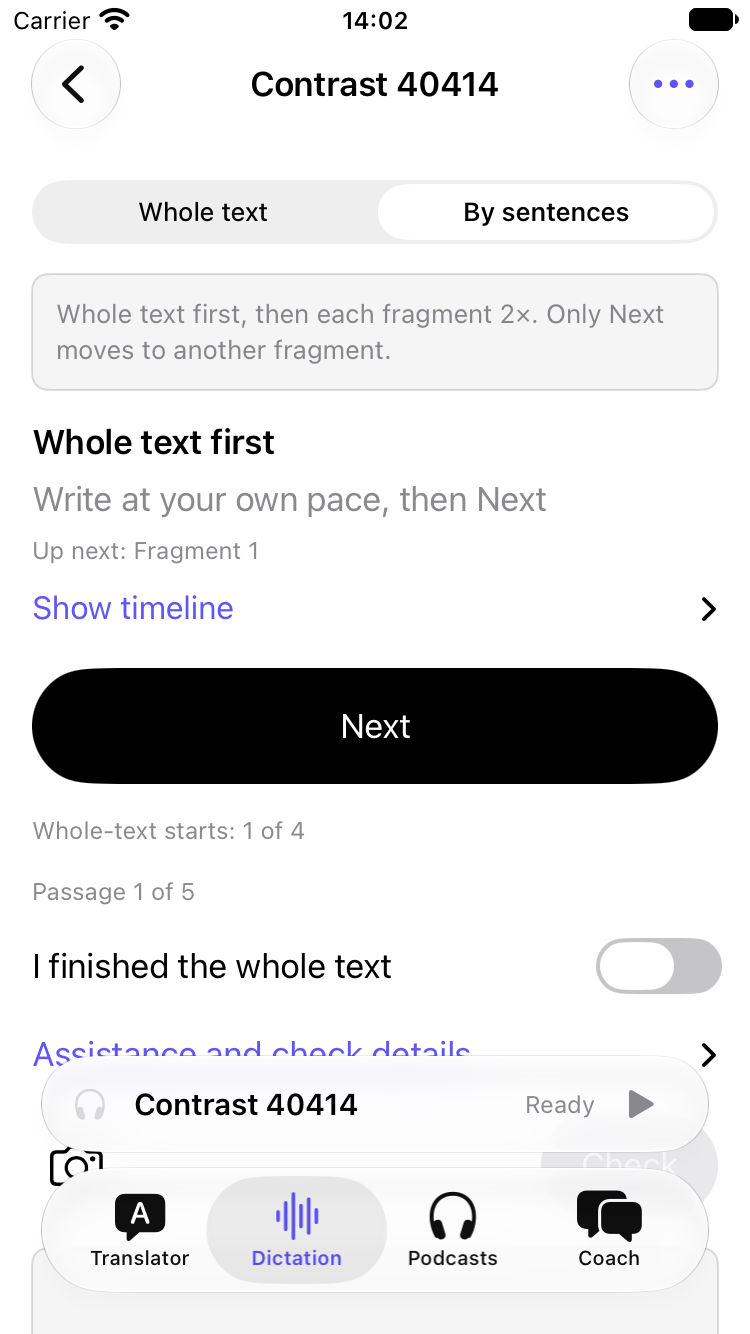 Carrier
14:02
Contrast 40414
Whole text
By sentences
Whole text first, then each fragment 2×. Only Next
moves to another fragment.
Whole text first
Write at your own pace, then Next
Up next: Fragment 1
Show timeline
Next
Whole-text starts: 1 of 4
Passage 1 of 5
I finished the whole text
Assistance and check details
Contrast 40414
Ready
Check
A
Translator
Dictation
Podcasts
Coach